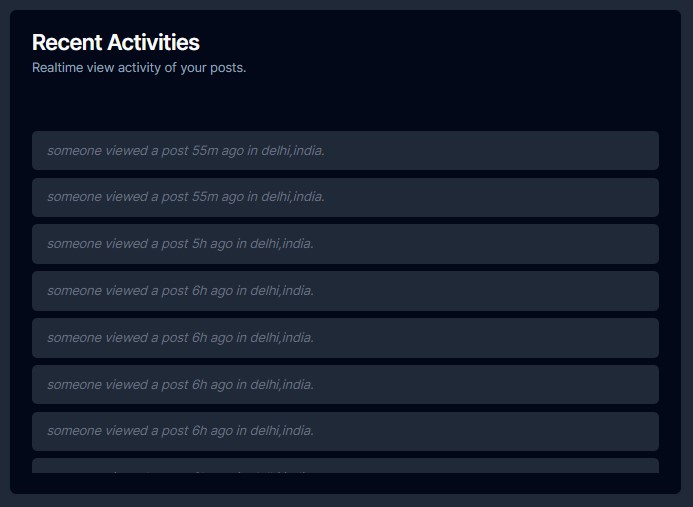 Recent Activities
Realtime view activity of your posts.
someone viewed a post 55m ago in delhi,india.
someone viewed a post 55m ago in delhi,india.
someone viewed a post 5h ago in delhi,india.
someone viewed a post 6h ago in delhi,india.
someone viewed a post 6h ago in delhi,india.
someone viewed a post 6h ago in delhi,india.
someone viewed a post 6h ago in delhi,india.